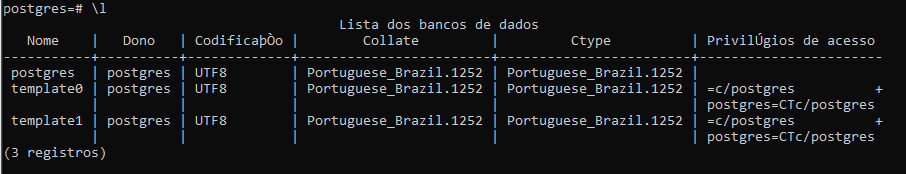 postgres=# \l
Lista dos bancos de dados
Nome | Dono | CodificaþÒo | Collate | Ctype | PrivilÚgios de acesso
-----------+----------+-------------+-------------------------+-------------------------+-----------------------
postgres | postgres | UTF8 | Portuguese_Brazil.1252 | Portuguese_Brazil.1252 |
template0 | postgres | UTF8 | Portuguese_Brazil.1252 | Portuguese_Brazil.1252 | =c/postgres +
| | | | | postgres=CTc/postgres
template1 | postgres | UTF8 | Portuguese_Brazil.1252 | Portuguese_Brazil.1252 | =c/postgres +
| | | | | postgres=CTc/postgres
(3 registros)